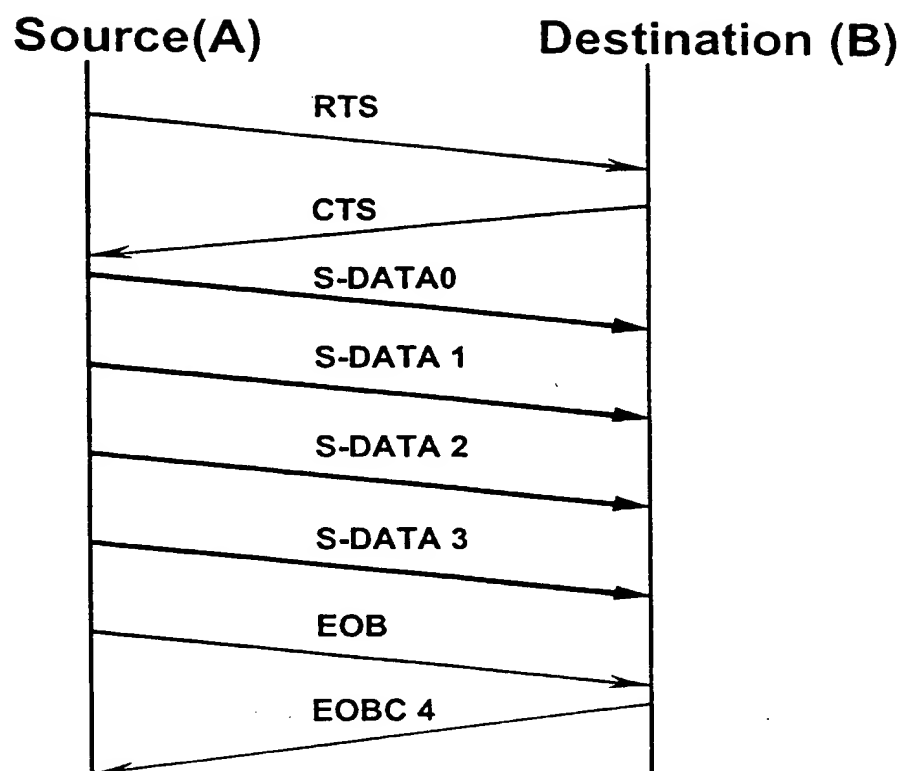 Source(A) Destination (B)
RTS
CTS
S-DATA0
S-DATA 1
S-DATA 2
S-DATA 3
EOB
EOBC 4